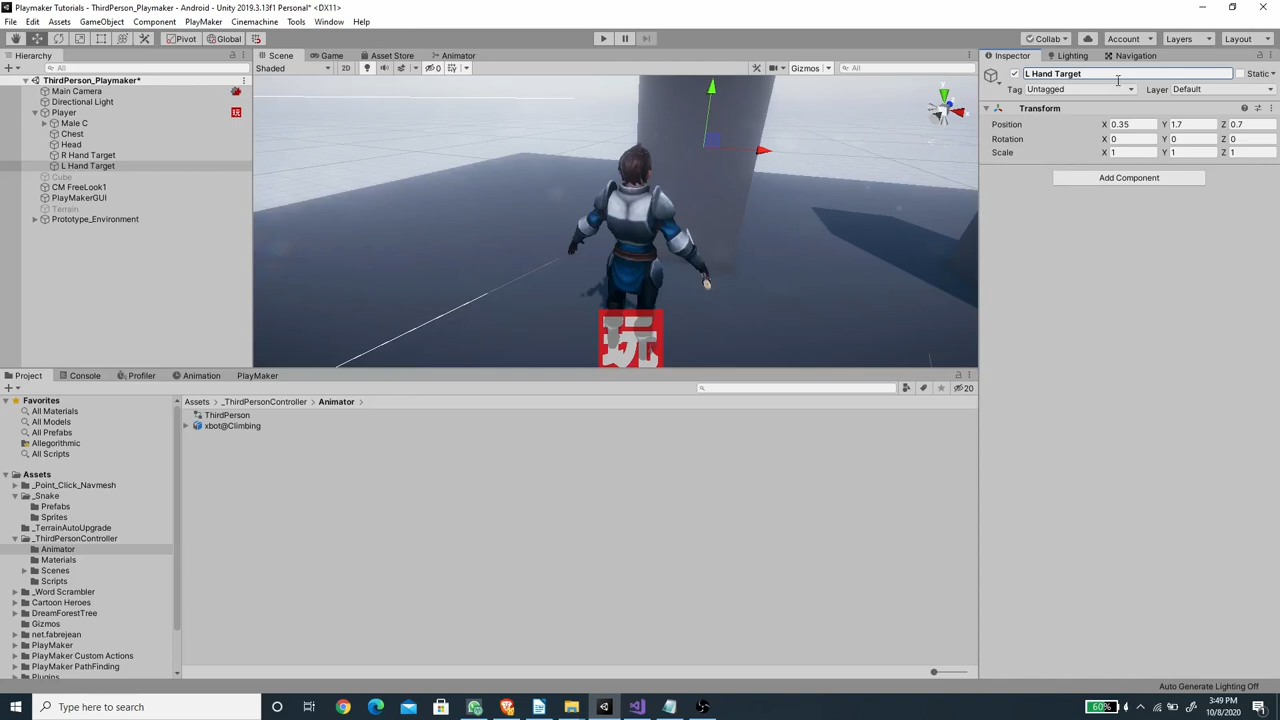 Playmaker Tutorials - ThirdPerson_Playmaker - Android - Unity 2019.3.13f1 Personal* <DX11>
File Edit Assets GameObject Component PlayMaker Cinemachine Tools Window Help
Pivot Global Collab Account Layers Layout
Hierarchy Scene Game Asset Store Animator Inspector Lighting Navigation
All Shaded 20 0 Gizmos All L Hand Target Static
ThirdPerson_Playmaker* Tag Untagged Layer Default
Main Camera
Directional Light Transform
Player
Male C Position X 0.35 Y 1.7 Z 0.7
Chest Rotation X 0 Y 0 Z 0
Head Scale X 1 Y 1 Z 1
R Hand Target
L Hand Target
Cube Add Component
CM FreeLook1
PlayMakerGUI
Terrain
Prototype_Environment
y
x
玩
Project Console Profiler Animation PlayMaker
20
Favorites Assets _ThirdPersonController Animator
All Materials ThirdPerson
All Models xbot@Climbing
All Prefabs
Allegorithmic
All Scripts
Assets
_Point_Click_Navmesh
_Snake
Prefabs
Sprites
_TerrainAutoUpgrade
_ThirdPersonController
Animator
Materials
Scenes
Scripts
_Word Scrambler
Cartoon Heroes
DreamForestTree
Gizmos
net.fabrejean
PlayMaker
PlayMaker Custom Actions
PlayMaker PathFinding
Plugins
Auto Generate Lighting Off
Type here to search 60% 3:49 PM
10/8/2020